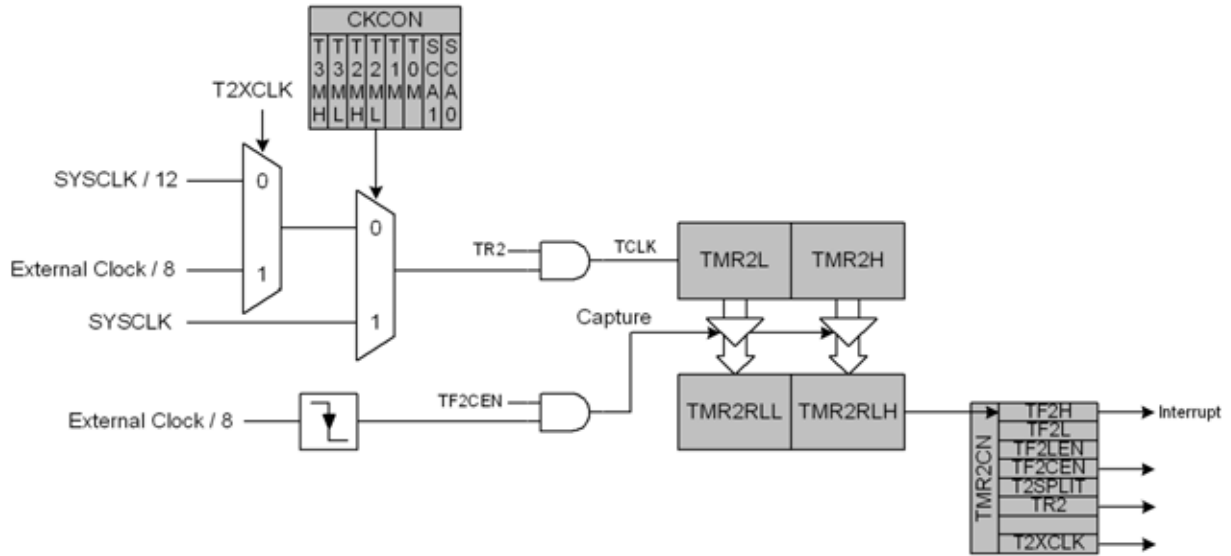 CKCON
T3MH
T3ML
T2MH
T2ML
T1M
T0M
SCA1
SCA0
T2XCLK
SYSCLK / 12
0
External Clock / 8
1
0
SYSCLK
1
TR2
TCLK
TMR2L
TMR2H
Capture
TF2CEN
External Clock / 8
TMR2RLL
TMR2RLH
TMR2CN
TF2H
Interrupt
TF2L
TF2LEN
TF2CEN
T2SPLIT
TR2
T2XCLK